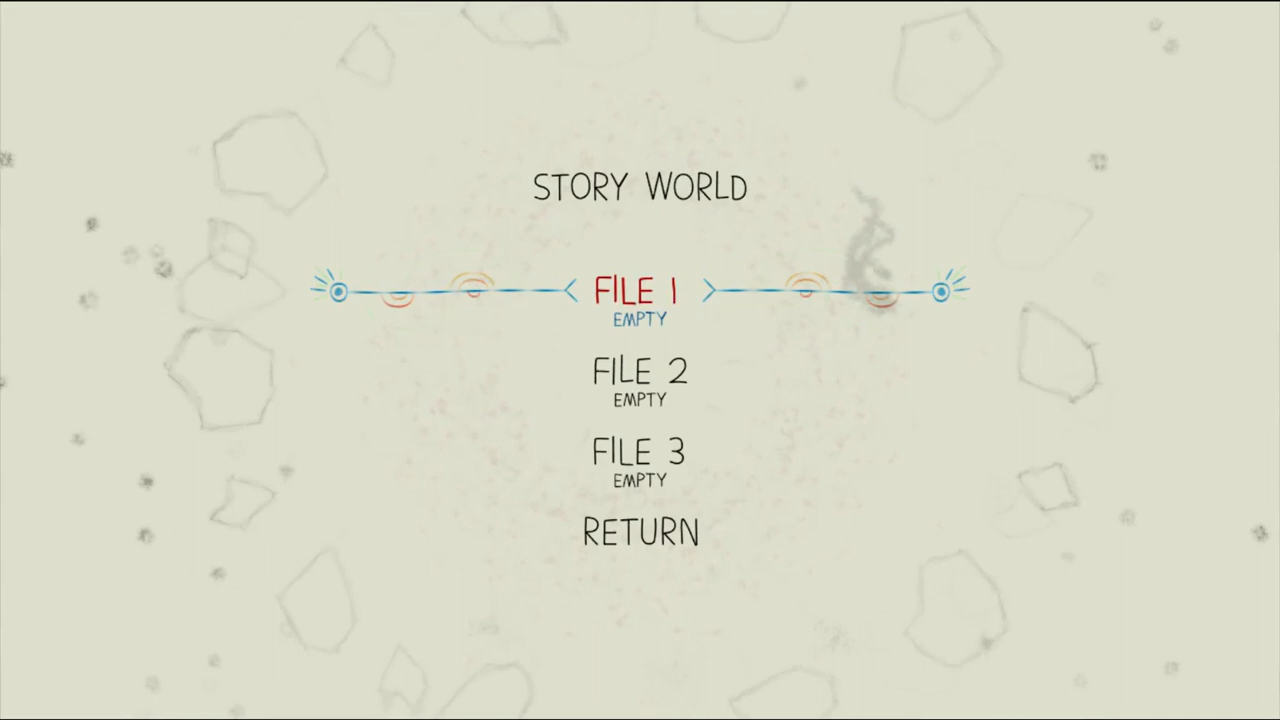 STORY WORLD
FILE 1
EMPTY
FILE 2
EMPTY
FILE 3
EMPTY
RETURN